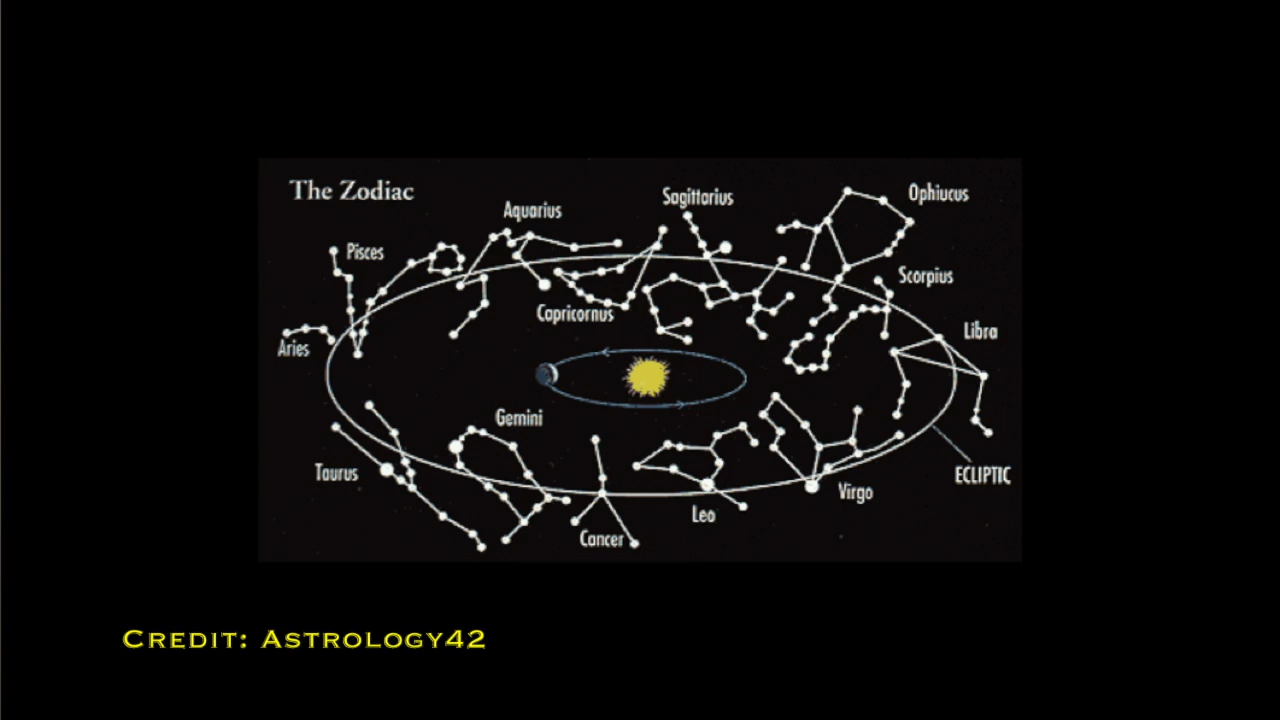 The Zodiac
Sagittarius
Ophiucus
Aquarius
Pisces
Scorpius
Capricornus
Libra
Aries
Gemini
Taurus
ECLIPTIC
Virgo
Leo
Cancer
Credit: Astrology42